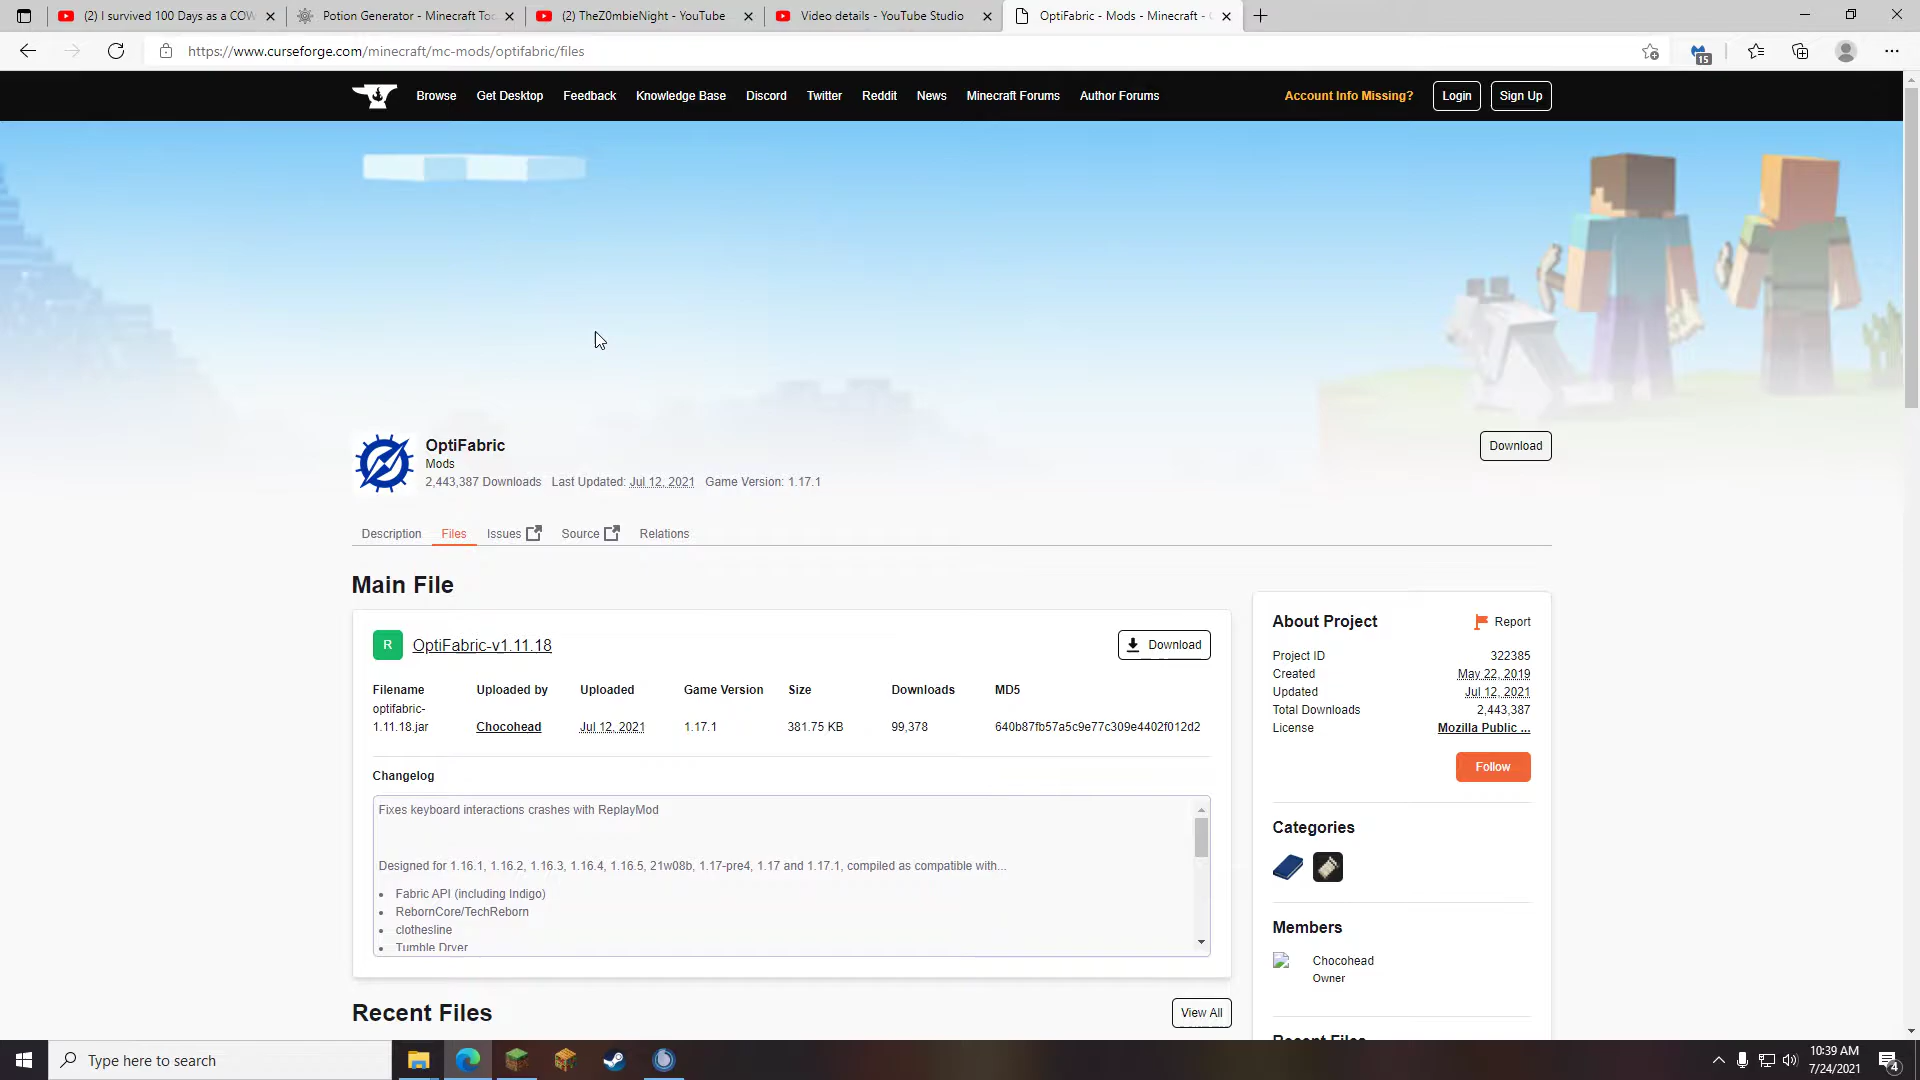 (2) I survived 100 Days as a COW
Potion Generator - Minecraft Too
(2) TheZ0mbieNight - YouTube
Video details - YouTube Studio
OptiFabric - Mods - Minecraft -
https://www.curseforge.com/minecraft/mc-mods/optifabric/files
15
Browse Get Desktop Feedback Knowledge Base Discord Twitter Reddit News Minecraft Forums Author Forums
Account Info Missing? Login Sign Up
OptiFabric
Mods
2,443,387 Downloads Last Updated: Jul 12, 2021 Game Version: 1.17.1
Download
Description Files Issues Source Relations
Main File
R OptiFabric-v1.11.18
Download
Filename Uploaded by Uploaded Game Version Size Downloads MD5
optifabric-
1.11.18.jar Chocohead Jul 12, 2021 1.17.1 381.75 KB 99,378 640b87fb57a5c9e77c309e4402f012d2
Changelog
Fixes keyboard interactions crashes with ReplayMod
Designed for 1.16.1, 1.16.2, 1.16.3, 1.16.4, 1.16.5, 21w08b, 1.17-pre4, 1.17 and 1.17.1, compiled as compatible with...
Fabric API (including Indigo)
RebornCore/TechReborn
clothesline
Tumble Dryer
Recent Files
View All
About Project
Report
Project ID 322385
Created May 22, 2019
Updated Jul 12, 2021
Total Downloads 2,443,387
License Mozilla Public ...
Follow
Categories
Members
Chocohead
Owner
Recent Files
Type here to search
10:39 AM
7/24/2021
4